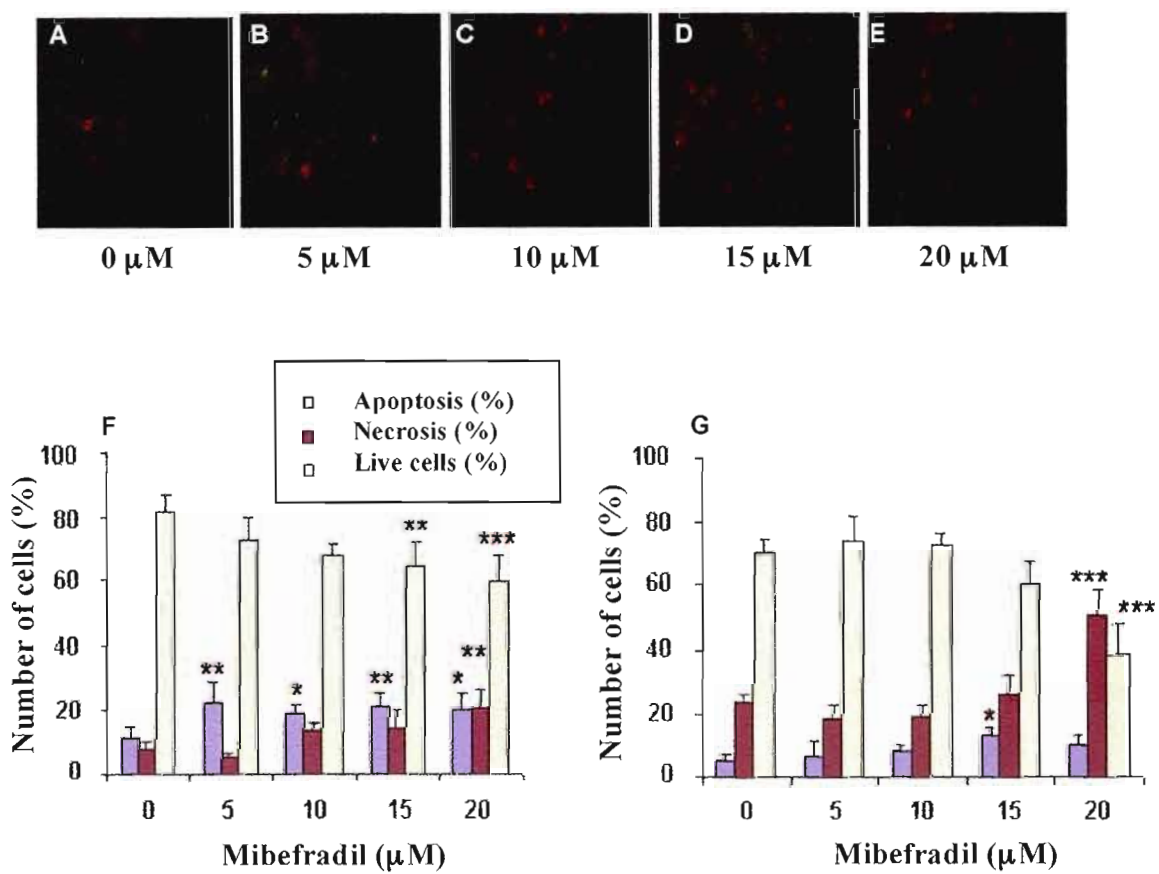 A B C D E
0 µM 5 µM 10 µM 15 µM 20 µM
Apoptosis (%)
Necrosis (%)
Live cells (%)
F
Number of cells (%)
100
80
60
40
20
0
** * ** ** * ** ***
0 5 10 15 20
Mibefradil (µM)
G
Number of cells (%)
100
80
60
40
20
0
* *** ***
0 5 10 15 20
Mibefradil (µM)